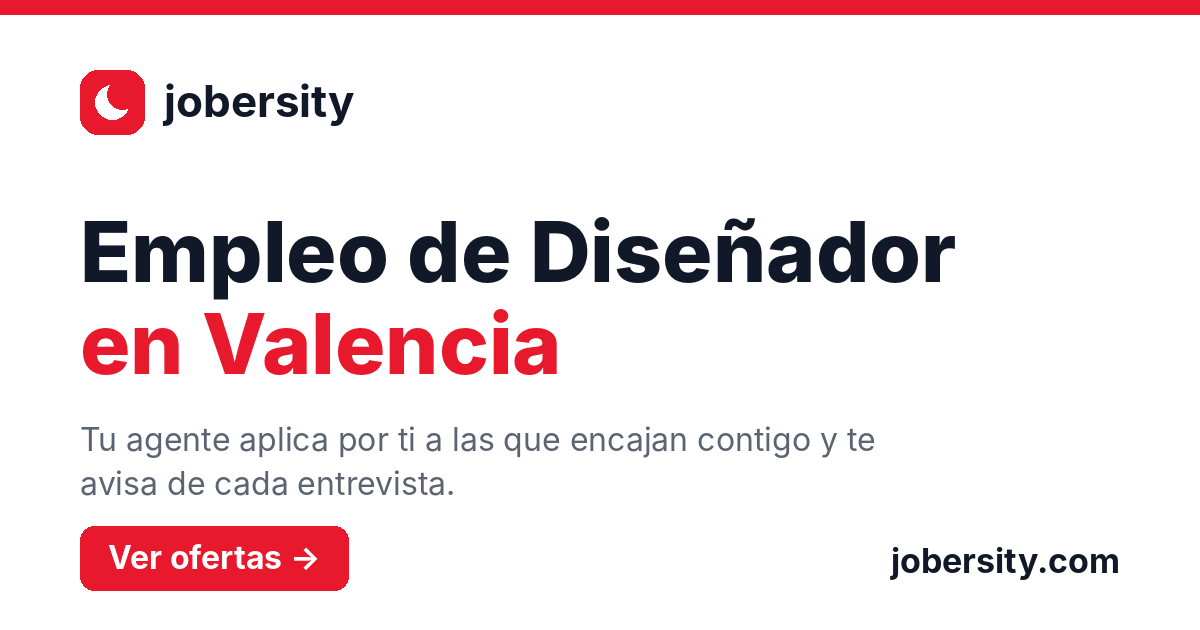 jobersity
Empleo de Diseñador
en Valencia
Tu agente aplica por ti a las que encajan contigo y te
avisa de cada entrevista.
Ver ofertas →
jobersity.com